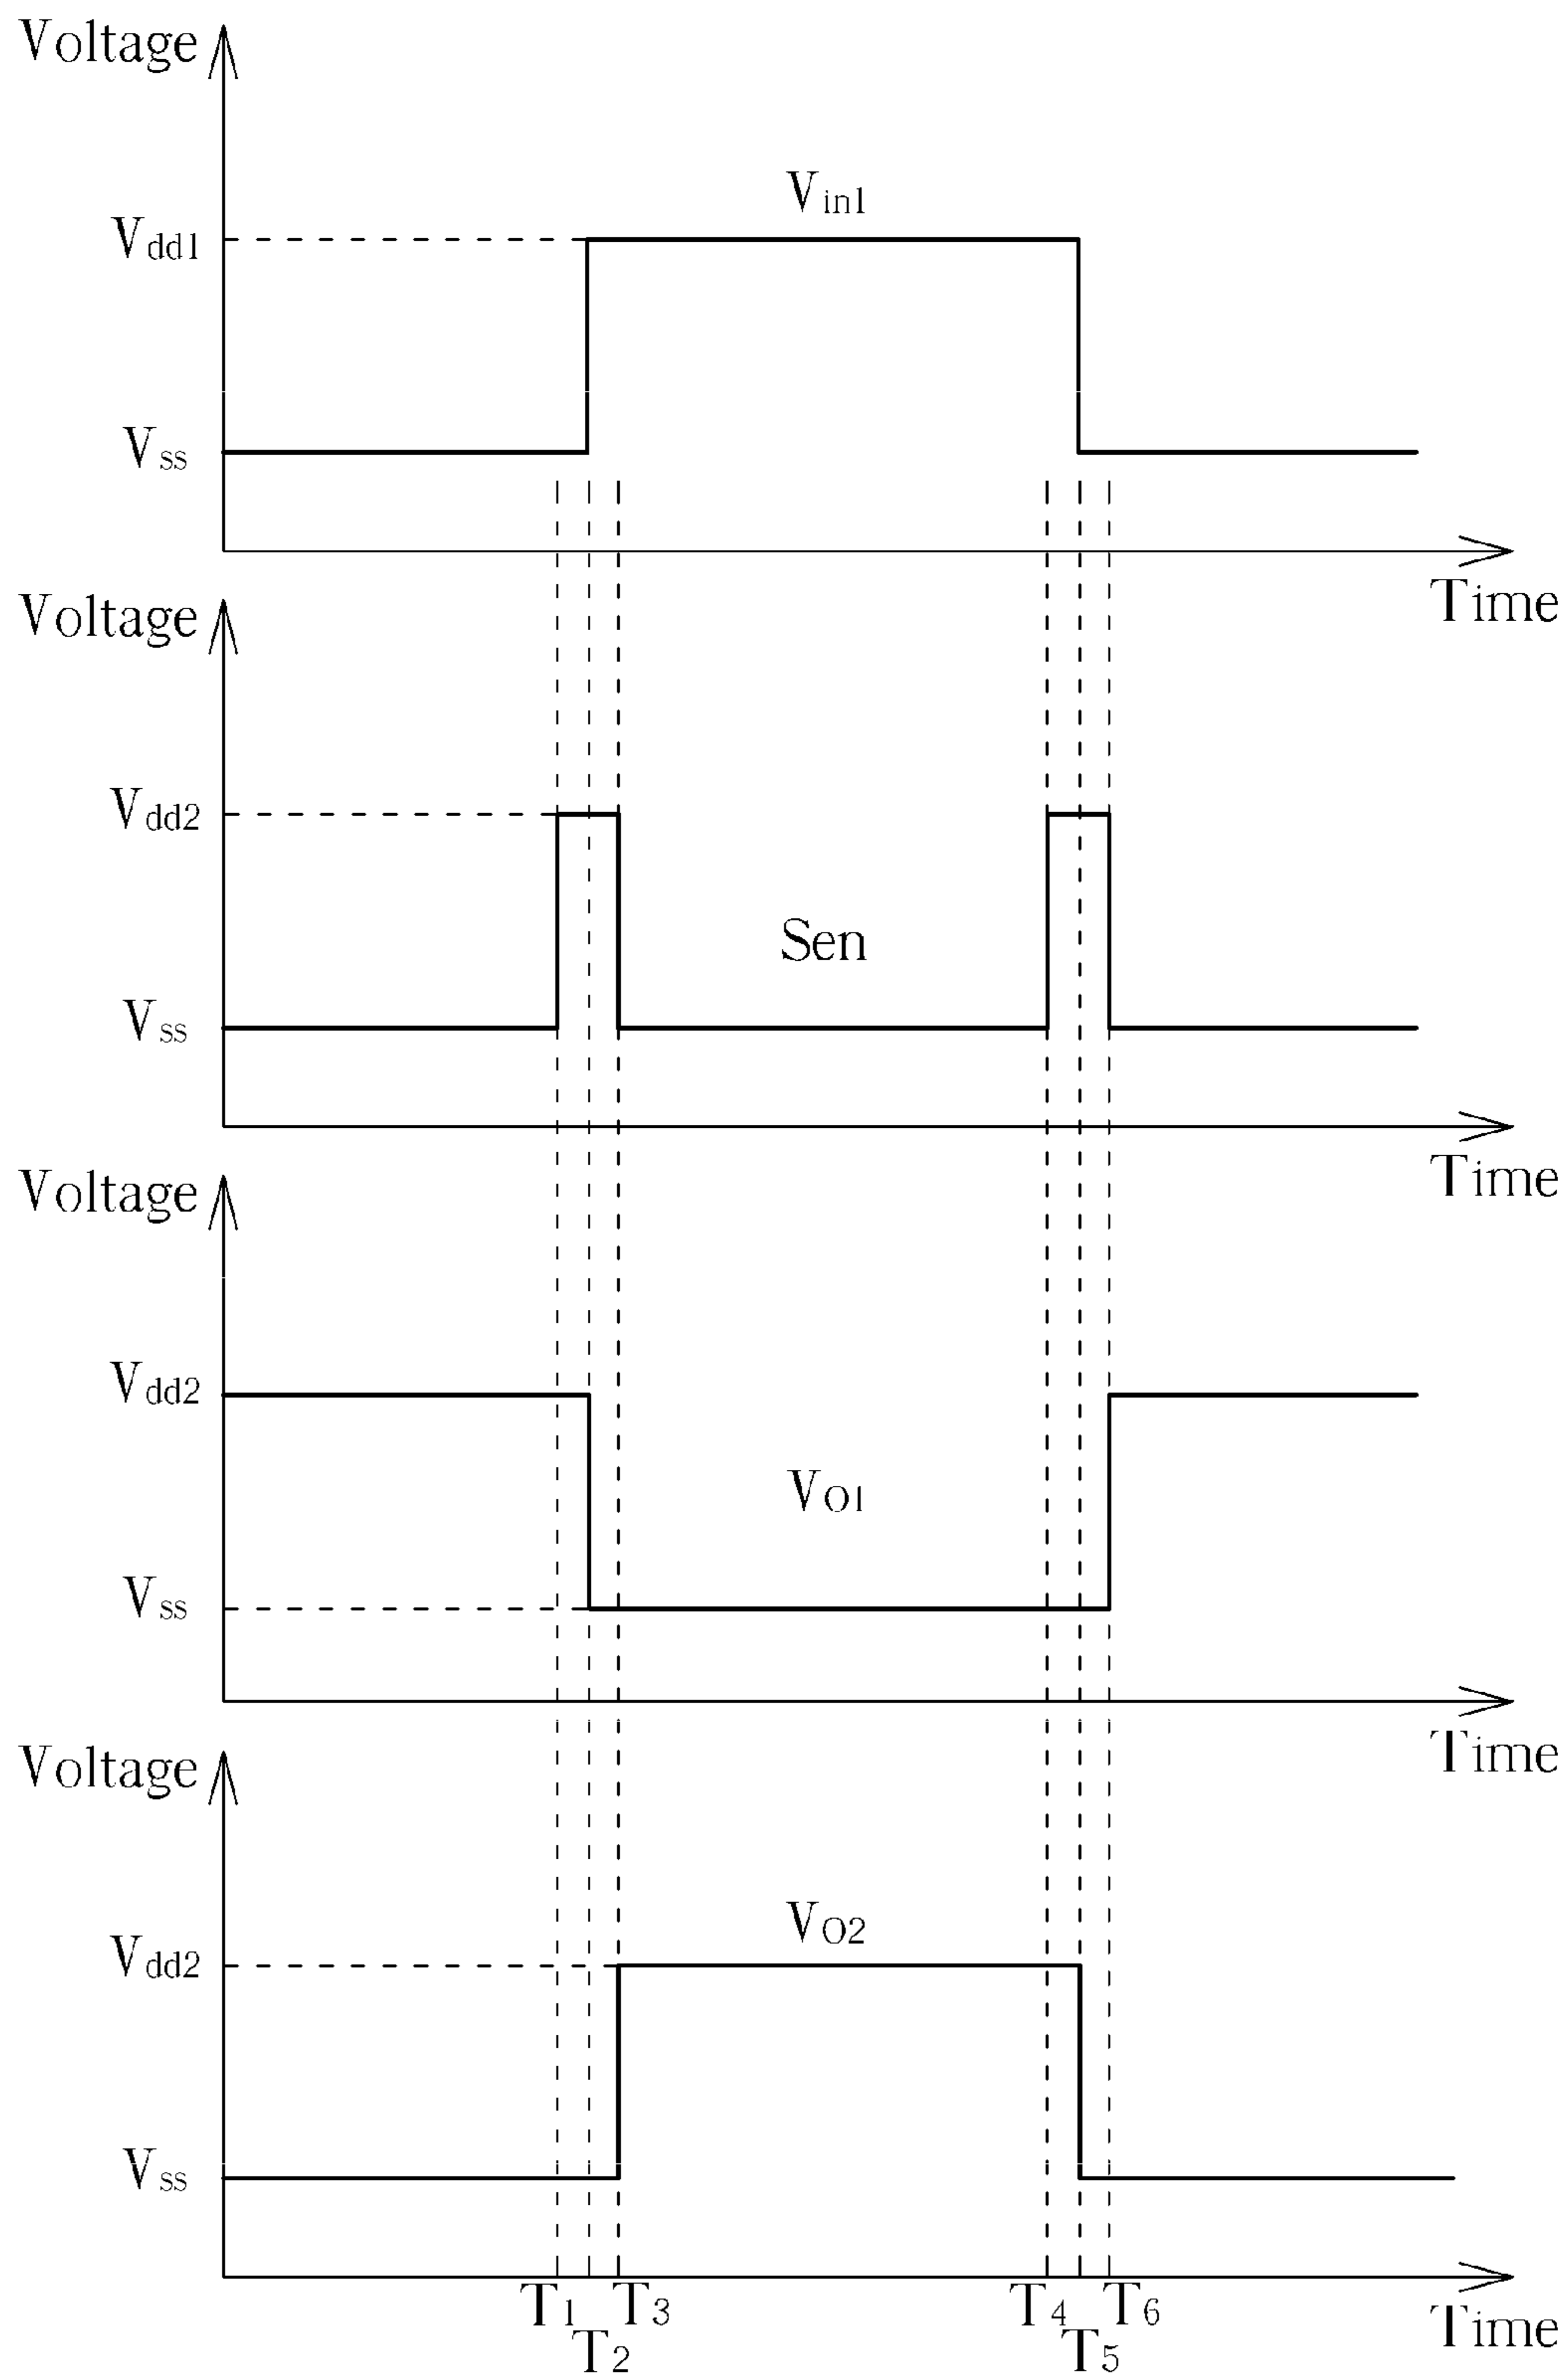 Voltage
Vin1
Vdd1
Vss
Time
Voltage
Vdd2
Sen
Vss
Time
Voltage
Vdd2
VO1
Vss
Time
Voltage
VO2
Vdd2
Vss
T1 T3 T4 T6
Time
T2 T5